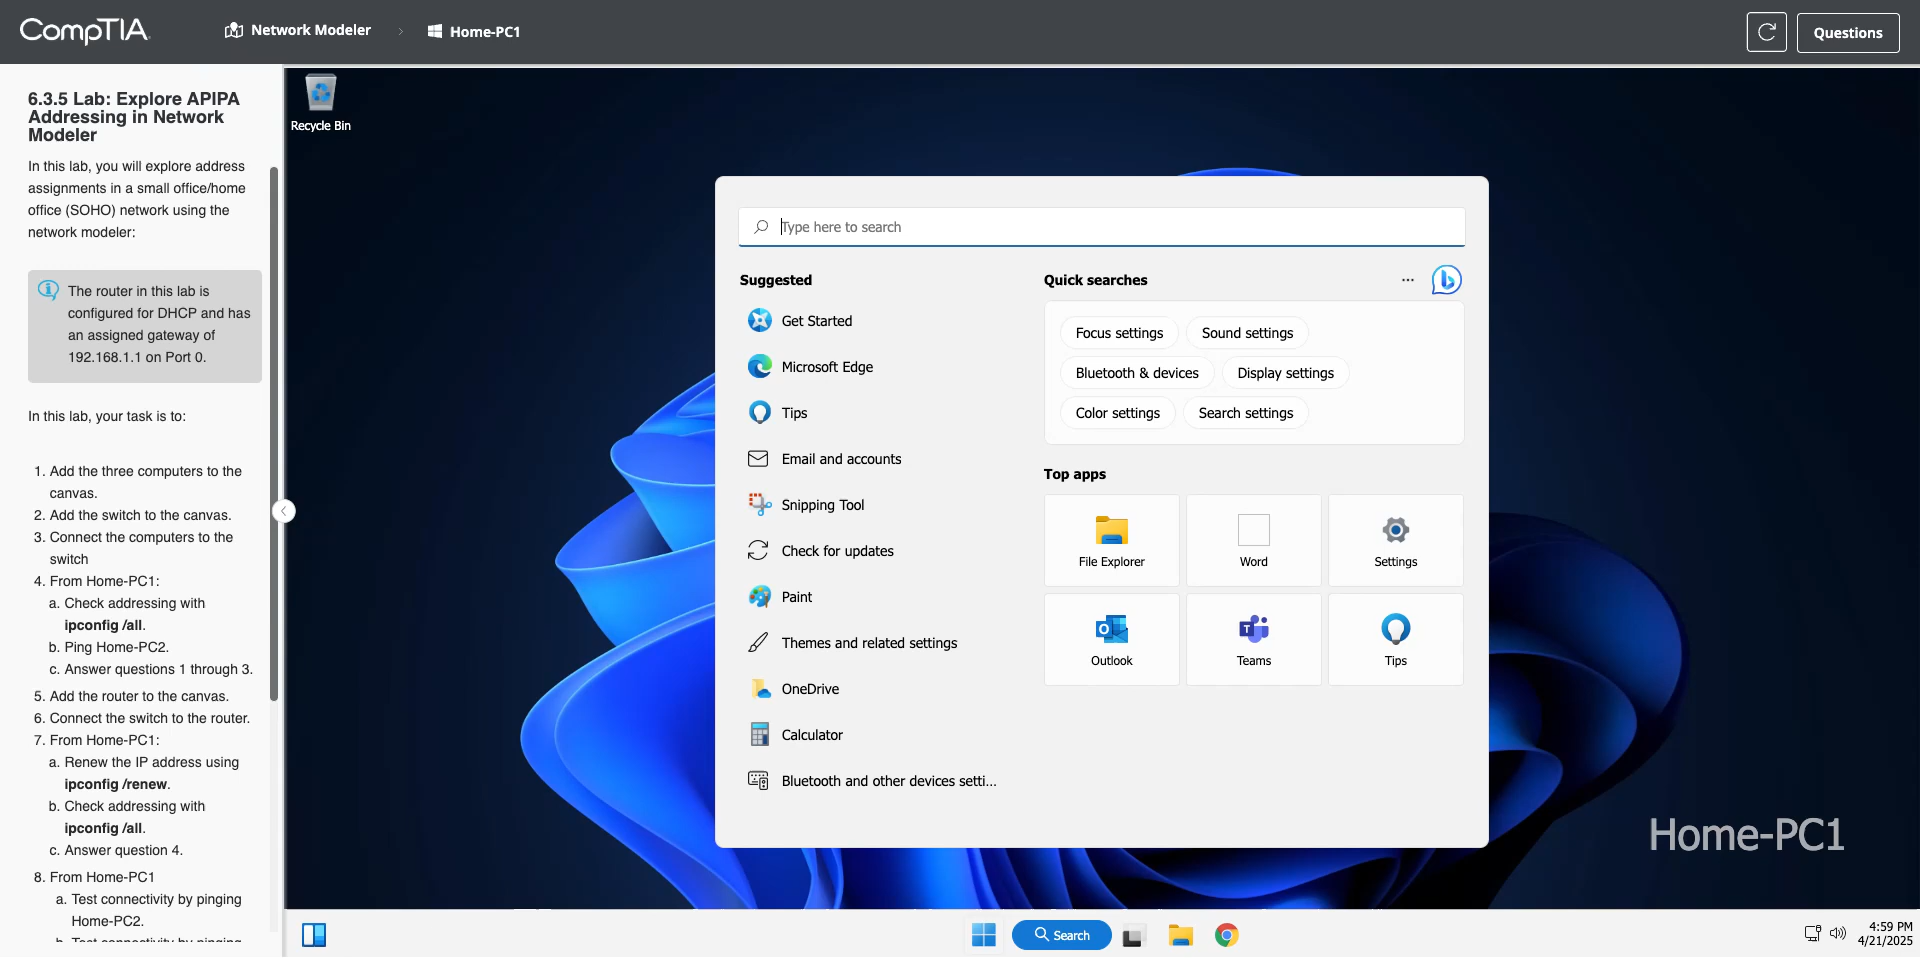 CompTIA
Network Modeler
Home-PC1
Questions
6.3.5 Lab: Explore APIPA
Addressing in Network
Modeler
In this lab, you will explore address
assignments in a small office/home
office (SOHO) network using the
network modeler:
The router in this lab is
configured for DHCP and has
an assigned gateway of
192.168.1.1 on Port 0.
In this lab, your task is to:
1. Add the three computers to the
canvas.
2. Add the switch to the canvas.
3. Connect the computers to the
switch
4. From Home-PC1:
a. Check addressing with
ipconfig /all.
b. Ping Home-PC2.
c. Answer questions 1 through 3.
5. Add the router to the canvas.
6. Connect the switch to the router.
7. From Home-PC1:
a. Renew the IP address using
ipconfig /renew.
b. Check addressing with
ipconfig /all.
c. Answer question 4.
8. From Home-PC1
a. Test connectivity by pinging
Home-PC2.
b. Test connectivity by pinging
Recycle Bin
Type here to search
Suggested
Get Started
Microsoft Edge
Tips
Email and accounts
Snipping Tool
Check for updates
Paint
Themes and related settings
OneDrive
Calculator
Bluetooth and other devices setti...
Quick searches
Focus settings
Sound settings
Bluetooth & devices
Display settings
Color settings
Search settings
Top apps
File Explorer
Word
Settings
Outlook
Teams
Tips
Home-PC1
Search
4:59 PM
4/21/2025